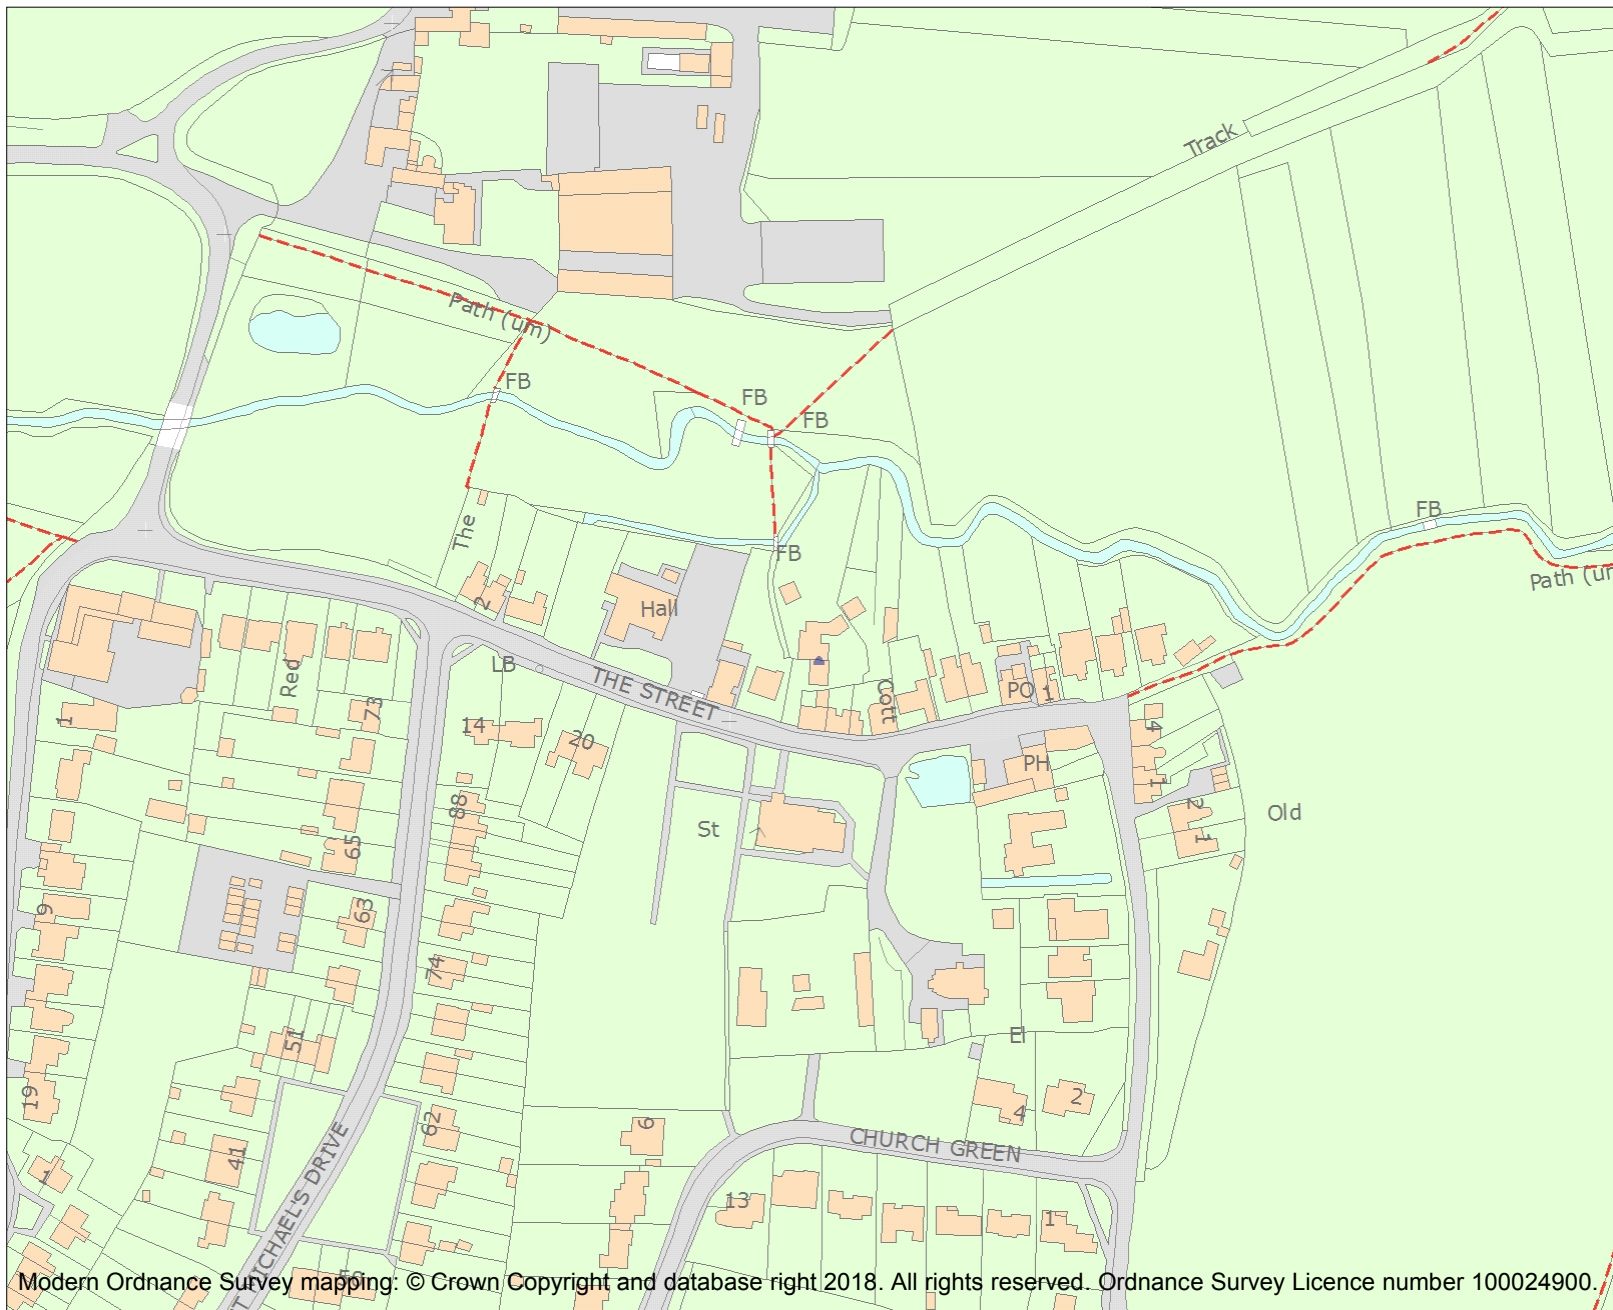 Track
Path (um)
FB
FB
FB
FB
FB
Path (ur
The
2
Hall
LB
THE STREET
Red
73
1
14
20
Cott
PO 1
PH
4
1
2
1
Old
88
St
65
63
9
74
51
El
19
62
6
4
2
CHURCH GREEN
41
1
13
1
T MICHAEL'S DRIVE
Modern Ordnance Survey mapping: © Crown Copyright and database right 2018. All rights reserved. Ordnance Survey Licence number 100024900.